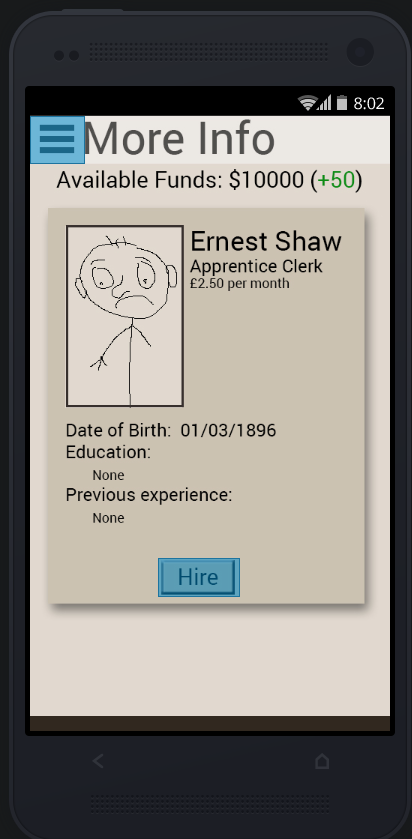 8:02
More Info
Available Funds: $10000 (+50)
Ernest Shaw
Apprentice Clerk
£2.50 per month
Date of Birth: 01/03/1896
Education:
None
Previous experience:
None
Hire